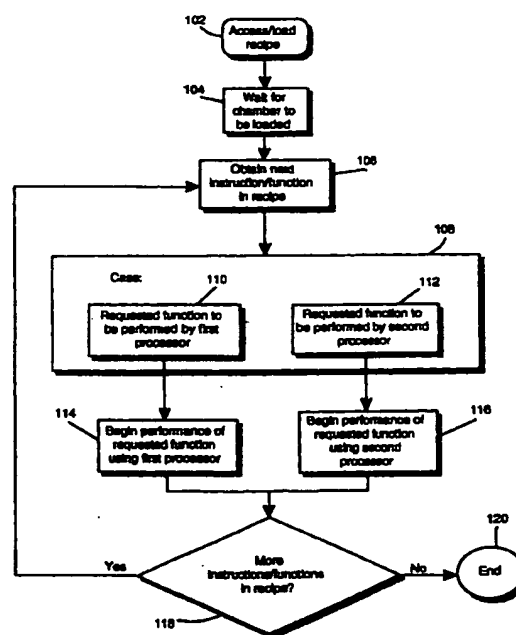 102
Access/load
recipe
104
Wait for
chamber to
be loaded
106
Obtain next
instruction/function
in recipe
108
Case:
110
Requested function to
be performed by first
processor
112
Requested function to
be performed by second
processor
114
Begin performance of
requested function
using first processor
116
Begin performance of
requested function
using second
processor
Yes
More
instructions/functions
in recipe?
No
118
120
End